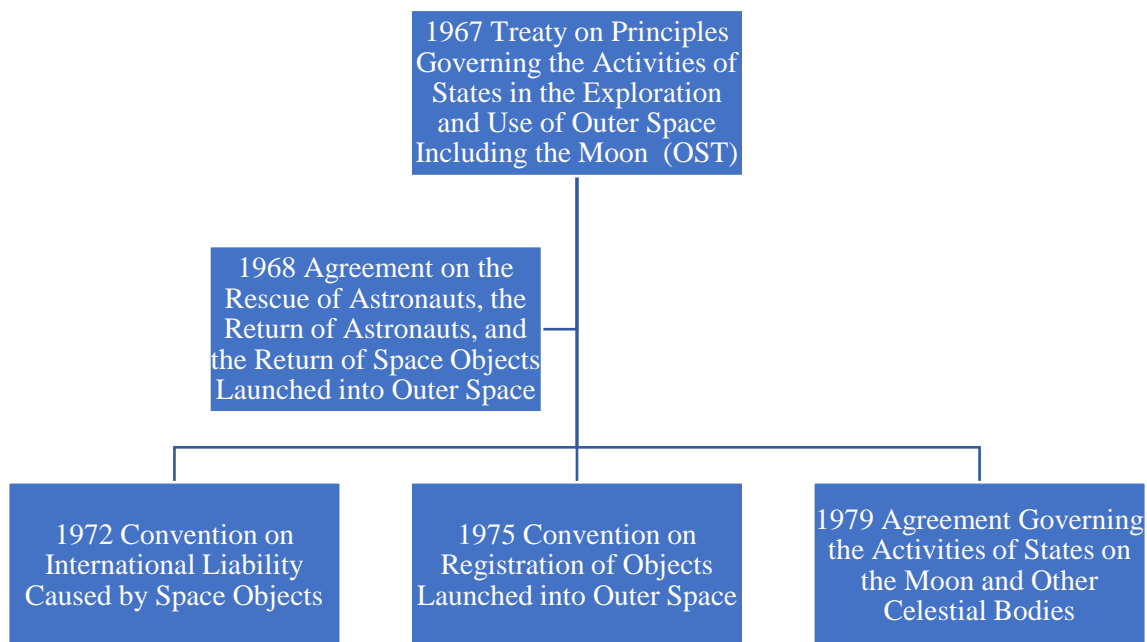 1967 Treaty on Principles
Governing the Activities of
States in the Exploration
and Use of Outer Space
Including the Moon (OST)
1968 Agreement on the
Rescue of Astronauts, the
Return of Astronauts, and
the Return of Space Objects
Launched into Outer Space
1972 Convention on
International Liability
Caused by Space Objects
1975 Convention on
Registration of Objects
Launched into Outer Space
1979 Agreement Governing
the Activities of States on
the Moon and Other
Celestial Bodies